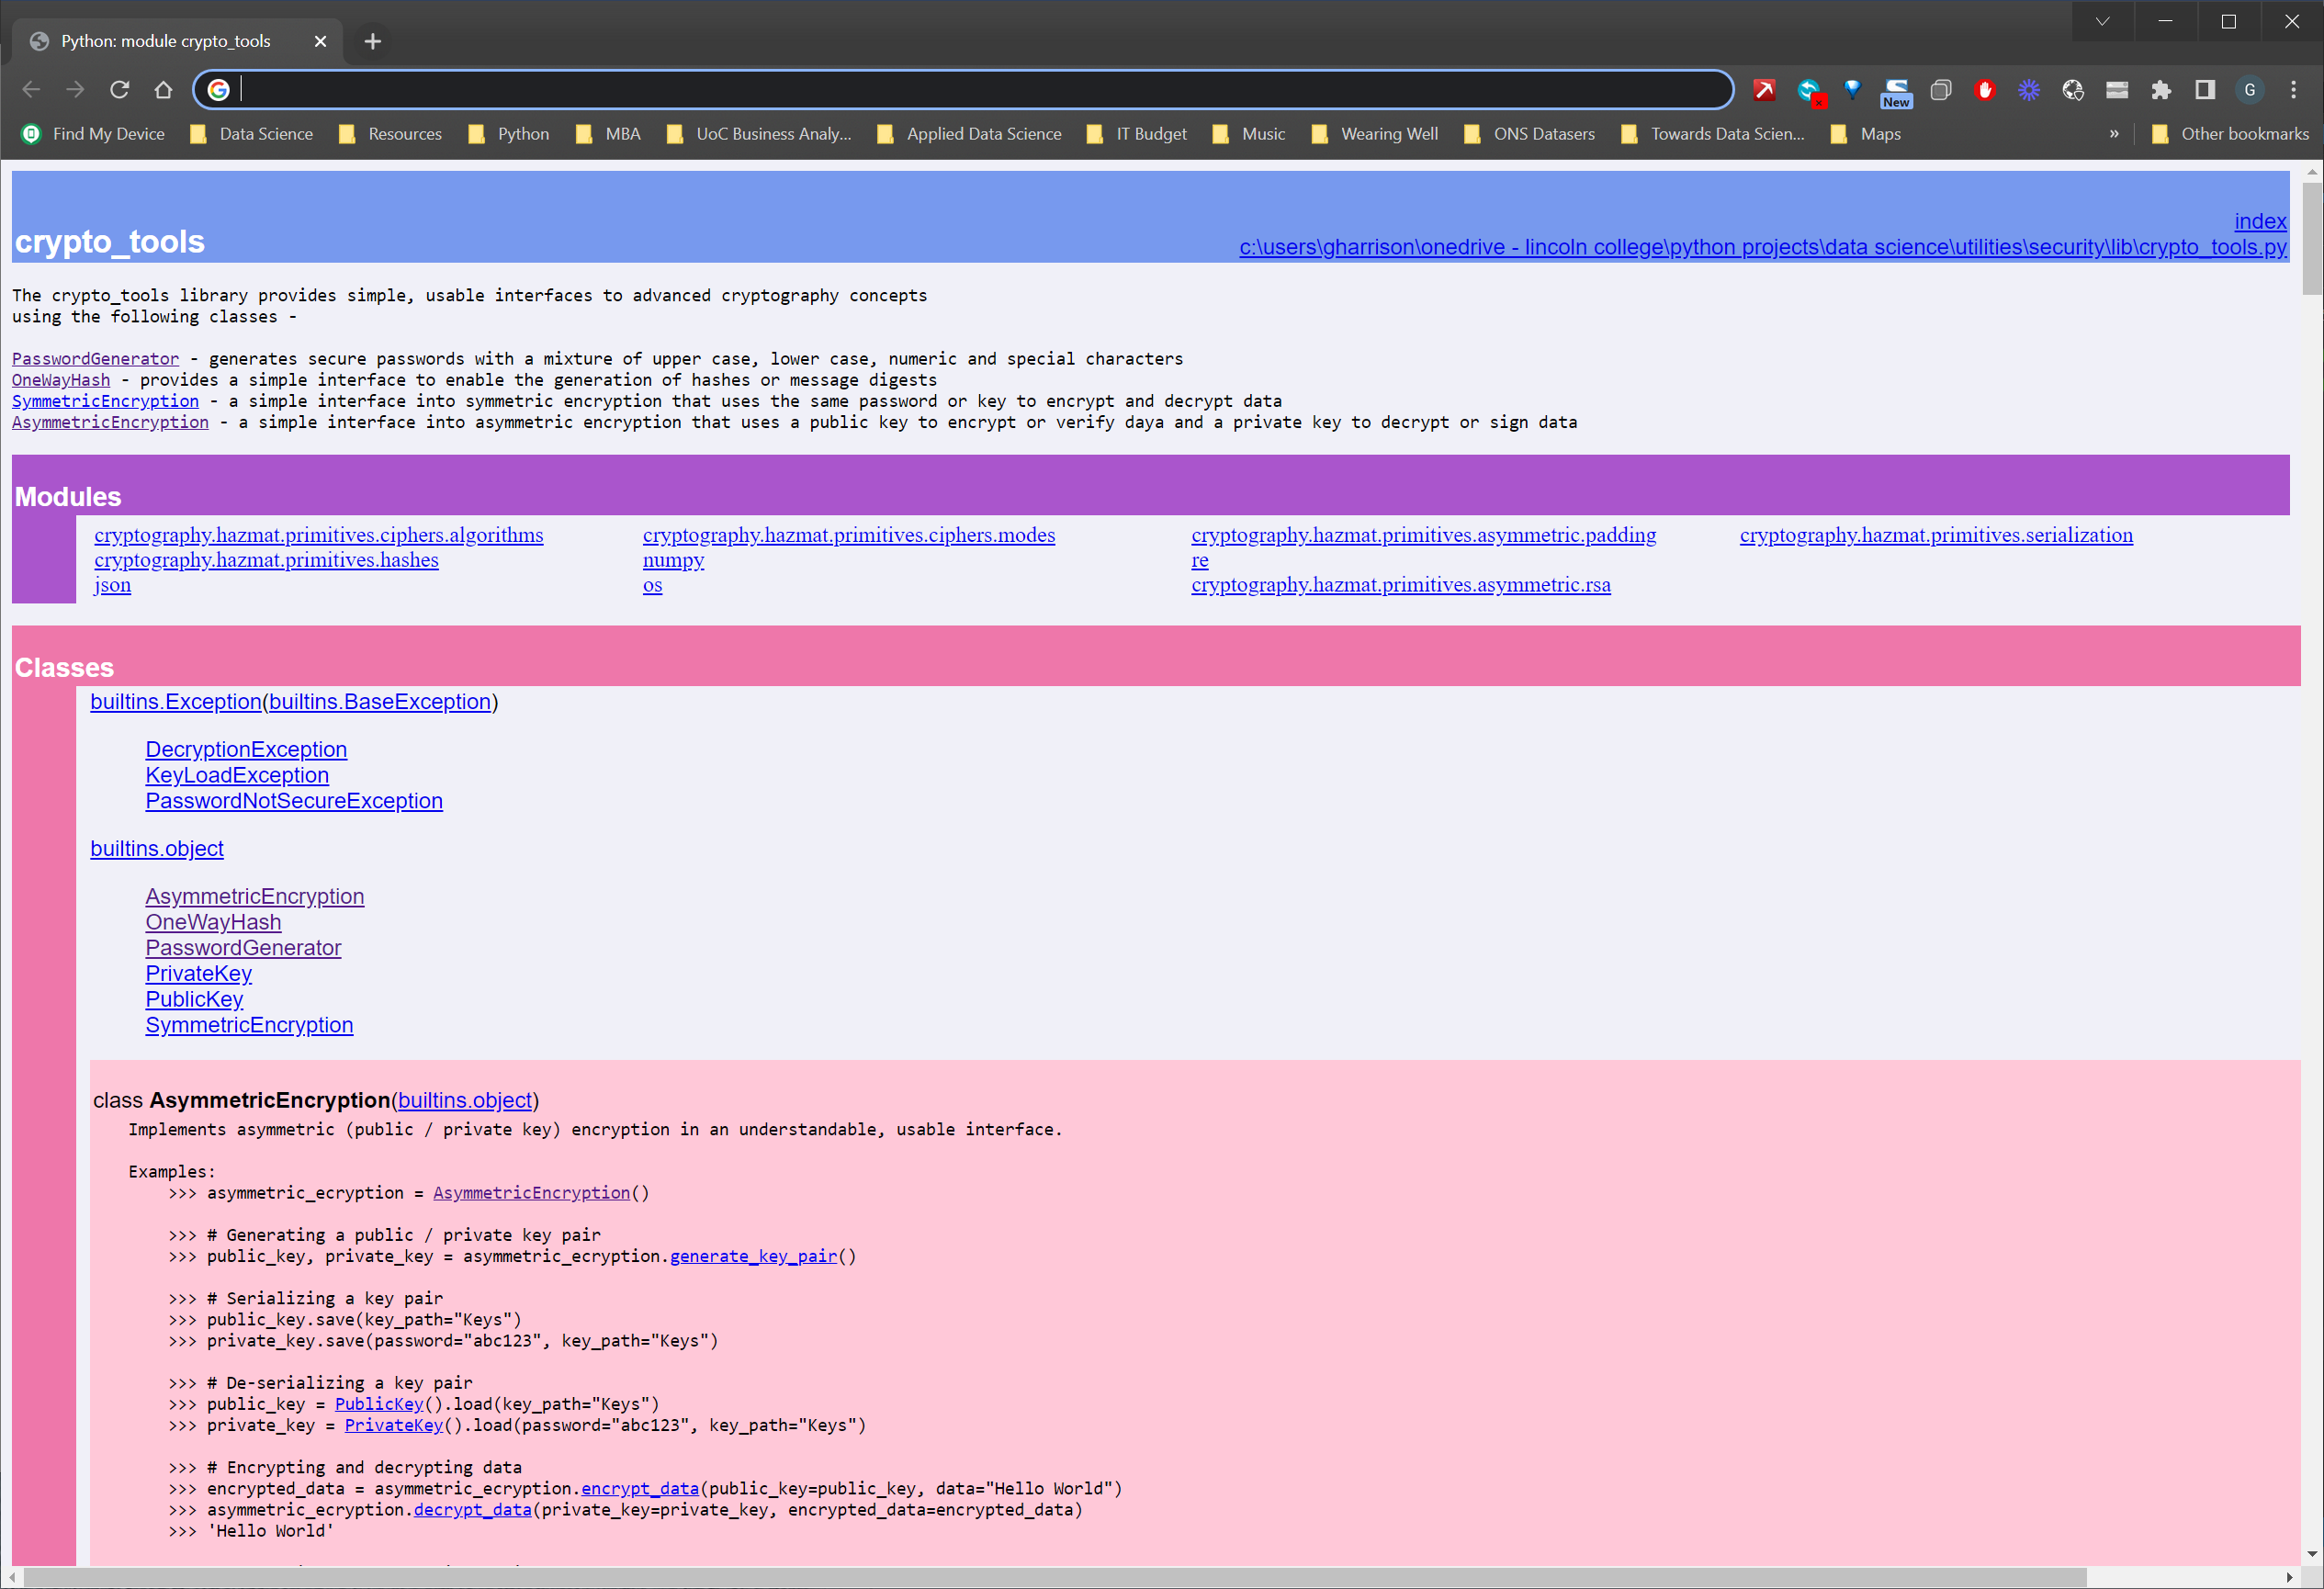 Python: module crypto_tools
New
G
Find My Device Data Science Resources Python MBA UoC Business Analy... Applied Data Science IT Budget Music Wearing Well ONS Datasers Towards Data Scien... Maps » Other bookmarks
index
crypto_tools c:\users\gharrison\onedrive - lincoln college\python projects\data science\utilities\security\lib\crypto_tools.py
The crypto_tools library provides simple, usable interfaces to advanced cryptography concepts
using the following classes -
PasswordGenerator - generates secure passwords with a mixture of upper case, lower case, numeric and special characters
OneWayHash - provides a simple interface to enable the generation of hashes or message digests
SymmetricEncryption - a simple interface into symmetric encryption that uses the same password or key to encrypt and decrypt data
AsymmetricEncryption - a simple interface into asymmetric encryption that uses a public key to encrypt or verify daya and a private key to decrypt or sign data
Modules
cryptography.hazmat.primitives.ciphers.algorithms cryptography.hazmat.primitives.ciphers.modes cryptography.hazmat.primitives.asymmetric.padding cryptography.hazmat.primitives.serialization
cryptography.hazmat.primitives.hashes numpy re
json os cryptography.hazmat.primitives.asymmetric.rsa
Classes
builtins.Exception(builtins.BaseException)
DecryptionException
KeyLoadException
PasswordNotSecureException
builtins.object
AsymmetricEncryption
OneWayHash
PasswordGenerator
PrivateKey
PublicKey
SymmetricEncryption
class AsymmetricEncryption(builtins.object)
Implements asymmetric (public / private key) encryption in an understandable, usable interface.
Examples:
>>> asymmetric_ecryption = AsymmetricEncryption()
>>> # Generating a public / private key pair
>>> public_key, private_key = asymmetric_ecryption.generate_key_pair()
>>> # Serializing a key pair
>>> public_key.save(key_path="Keys")
>>> private_key.save(password="abc123", key_path="Keys")
>>> # De-serializing a key pair
>>> public_key = PublicKey().load(key_path="Keys")
>>> private_key = PrivateKey().load(password="abc123", key_path="Keys")
>>> # Encrypting and decrypting data
>>> encrypted_data = asymmetric_ecryption.encrypt_data(public_key=public_key, data="Hello World")
>>> asymmetric_ecryption.decrypt_data(private_key=private_key, encrypted_data=encrypted_data)
>>> 'Hello World'